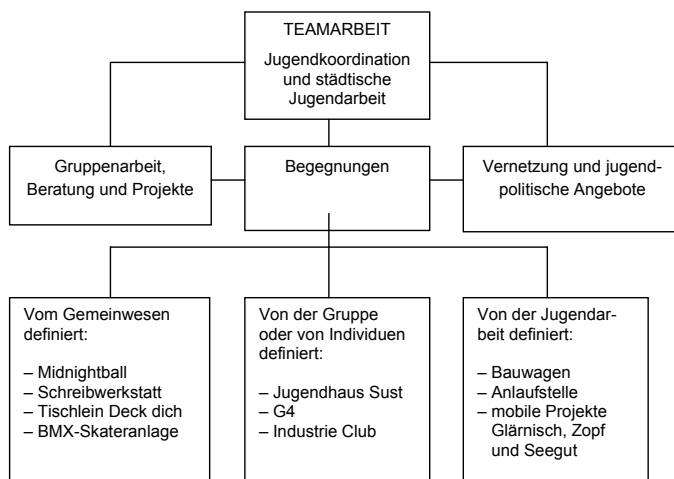 TEAMARBEIT
Jugendkoordination
und städtische
Jugendarbeit
Gruppenarbeit,
Beratung und Projekte
Begegnungen
Vernetzung und jugend-
politische Angebote
Vom Gemeinwesen
definiert:
– Midnightball
– Schreibwerkstatt
– Tischlein Deck dich
– BMX-Skateranlage
Von der Gruppe
oder von Individuen
definiert:
– Jugendhaus Sust
– G4
– Industrie Club
Von der Jugendar-
beit definiert:
– Bauwagen
– Anlaufstelle
– mobile Projekte
Glärnisch, Zopf
und Seegut